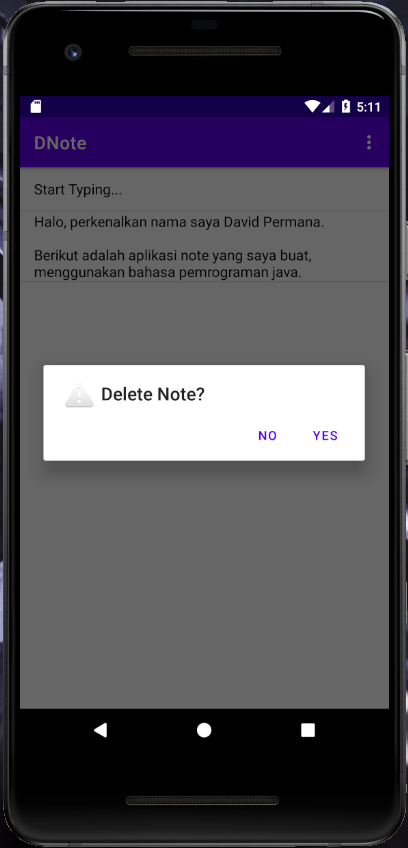 5:11
DNote
Start Typing...
Halo, perkenalkan nama saya David Permana.
Berikut adalah aplikasi note yang saya buat,
menggunakan bahasa pemrograman java.
Delete Note?
NO YES